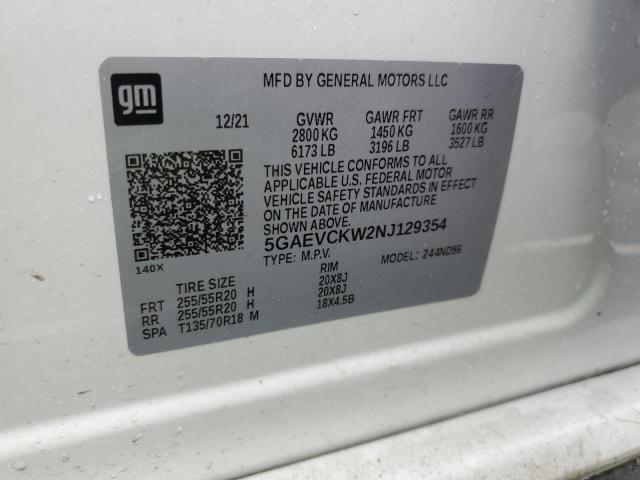 gm
MFD BY GENERAL MOTORS LLC
12/21 GVWR GAWR FRT GAWR RR
2800 KG 1450 KG 1600 KG
6173 LB 3196 LB 3527 LB
THIS VEHICLE CONFORMS TO ALL
APPLICABLE U.S. FEDERAL MOTOR
VEHICLE SAFETY STANDARDS IN EFFECT
ON THE DATE OF MANUFACTURE
5GAEVCKW2NJ129354
140X TYPE: M.P.V. MODEL: 244ND56
TIRE SIZE RIM
FRT 255/55R20 H 20X8J
RR 255/55R20 H 20X8J
SPA T135/70R18 M 18X4.5B